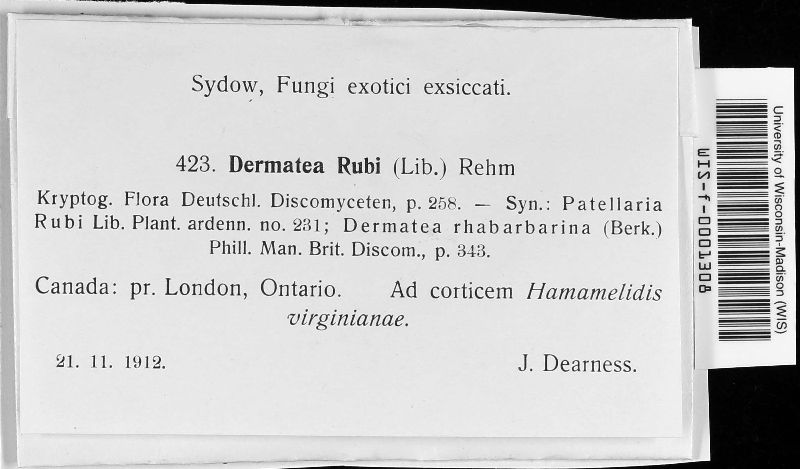 Sydow, Fungi exotici exsiccati.
423. Dermatea Rubi (Lib.) Rehm
Kryptog. Flora Deutschl. Discomyceten, p. 258. — Syn.: Patellaria
Rubi Lib. Plant. ardenn. no. 231; Dermatea rhabarbarina (Berk.)
Phill. Man. Brit. Discom., p. 343.
Canada: pr. London, Ontario. Ad corticem Hamamelidis
virginianae.
21. 11. 1912. J. Dearness.
University of Wisconsin-Madison (WIS)
WIS-f-0001308